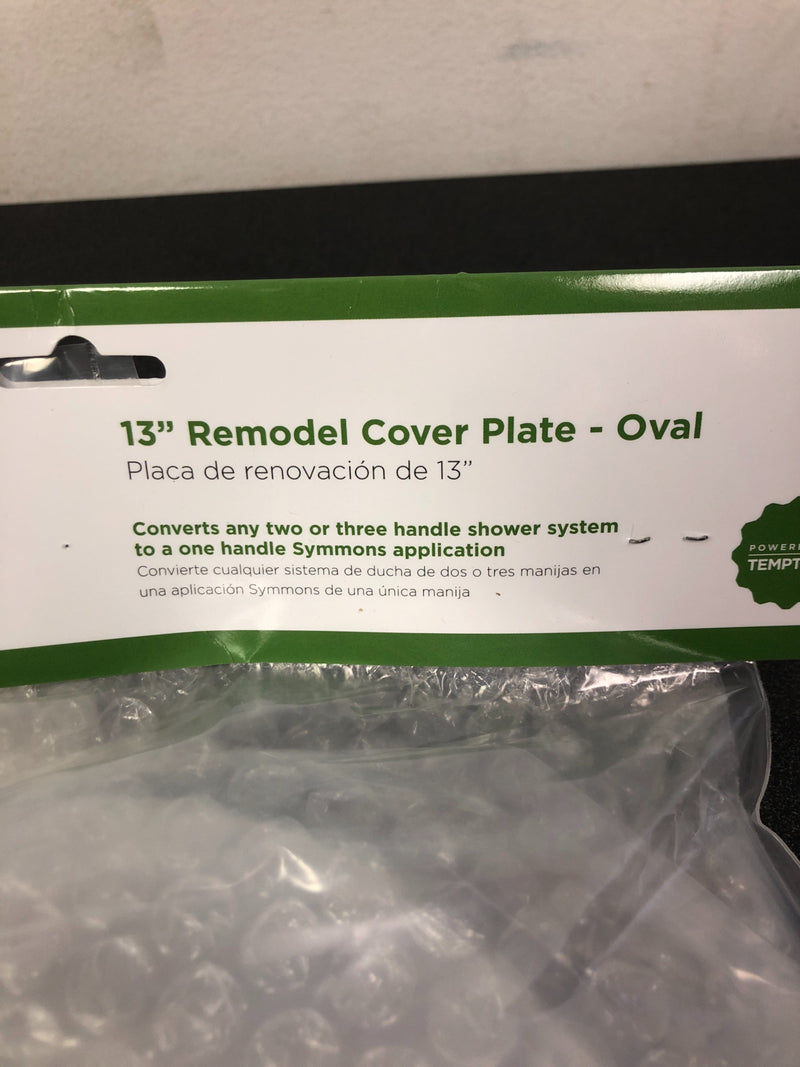 13” Remodel Cover Plate - Oval
Placa de renovación de 13”
Converts any two or three handle shower system
to a one handle Symmons application
Convierte cualquier sistema de ducha de dos o tres manijas en
una aplicación Symmons de una única manija